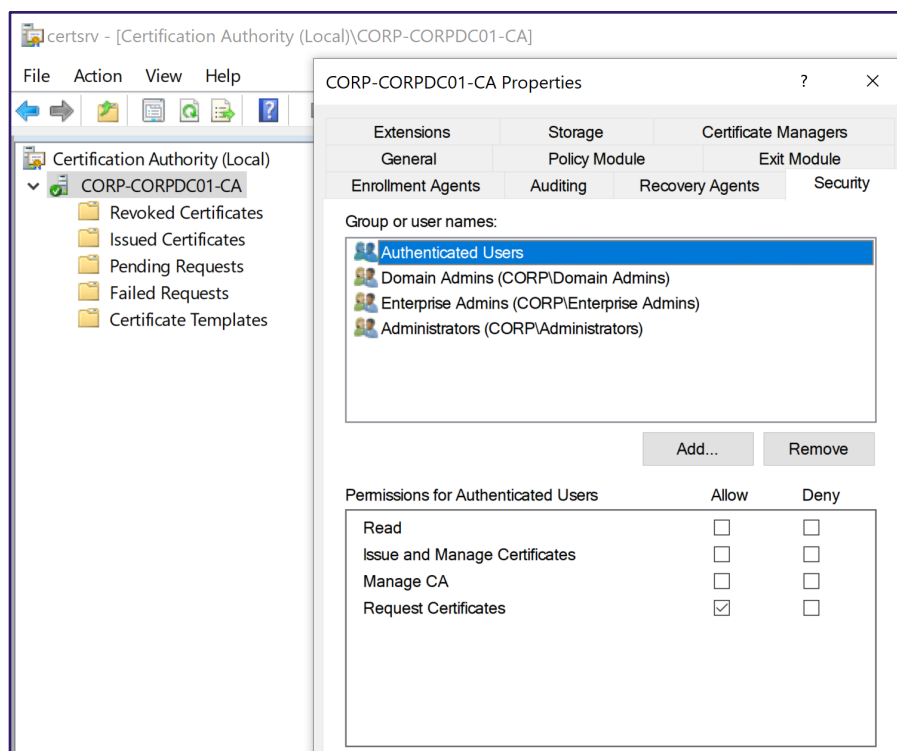 certsrv - [Certification Authority (Local)\CORP-CORPDC01-CA]
File Action View Help
Certification Authority (Local)
CORP-CORPDC01-CA
Revoked Certificates
Issued Certificates
Pending Requests
Failed Requests
Certificate Templates
CORP-CORPDC01-CA Properties ?
Extensions Storage Certificate Managers
General Policy Module Exit Module
Enrollment Agents Auditing Recovery Agents Security
Group or user names:
Authenticated Users
Domain Admins (CORP\Domain Admins)
Enterprise Admins (CORP\Enterprise Admins)
Administrators (CORP\Administrators)
Add... Remove
Permissions for Authenticated Users Allow Deny
Read
Issue and Manage Certificates
Manage CA
Request Certificates